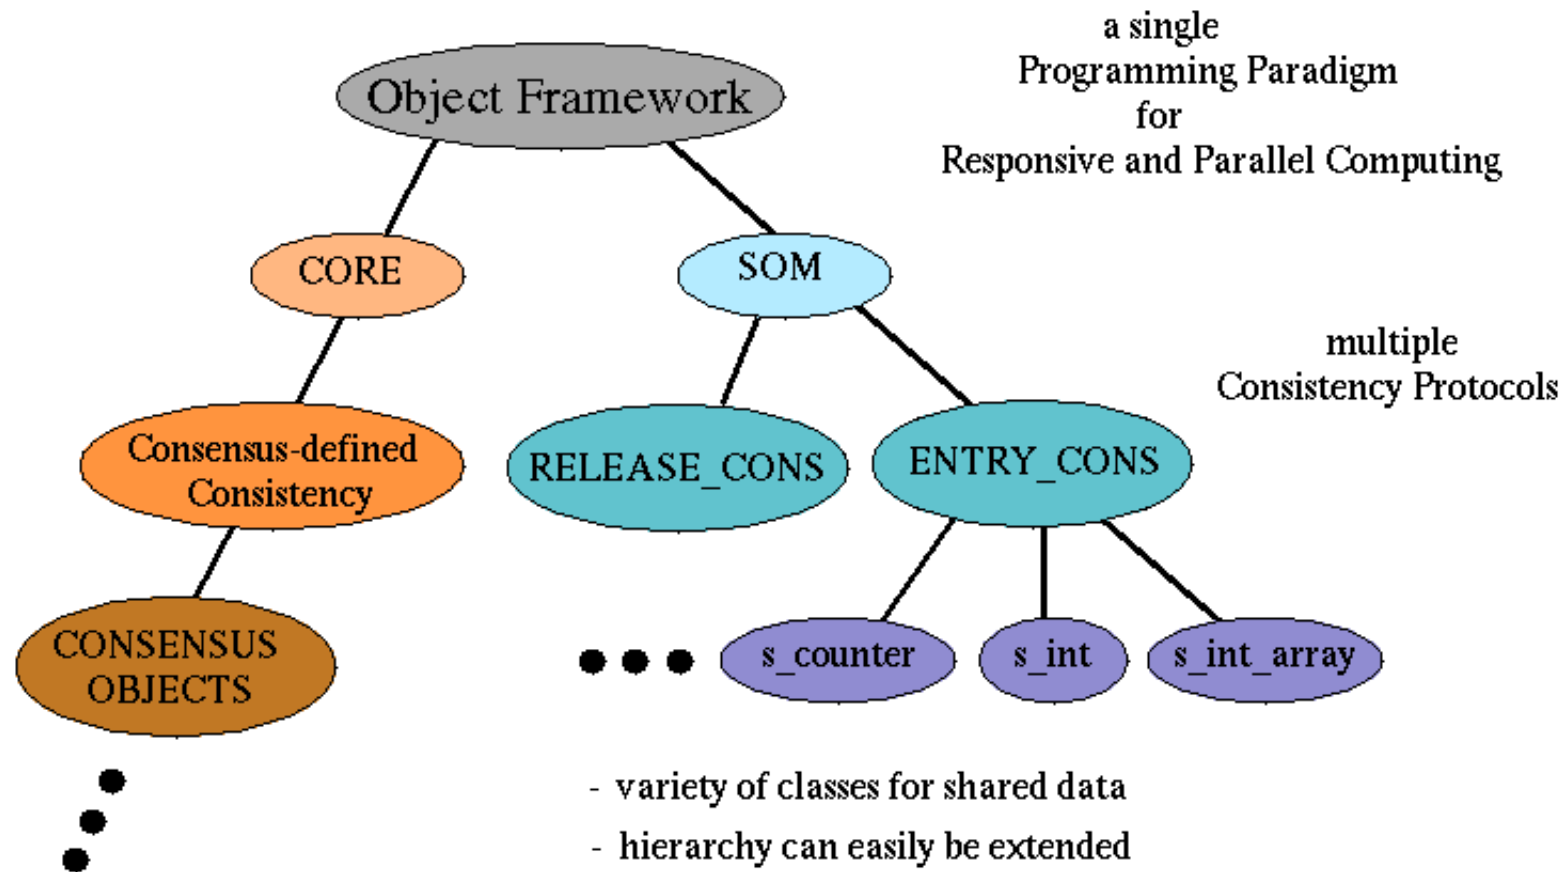 a single
Programming Paradigm
for
Responsive and Parallel Computing
Object Framework
CORE
SOM
multiple
Consistency Protocols
Consensus-defined
Consistency
RELEASE_CONS
ENTRY_CONS
CONSENSUS
OBJECTS
s_counter
s_int
s_int_array
- variety of classes for shared data
- hierarchy can easily be extended